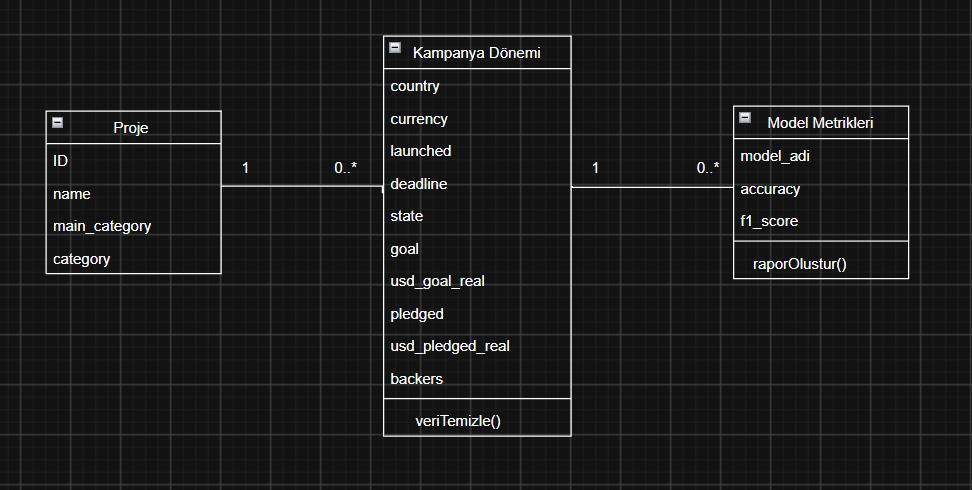 Proje
ID
name
main_category
category
1
0..*
Kampanya Dönemi
country
currency
launched
deadline
state
goal
usd_goal_real
pledged
usd_pledged_real
backers
veriTemizle()
1
0..*
Model Metrikleri
model_adi
accuracy
f1_score
raporOlustur()